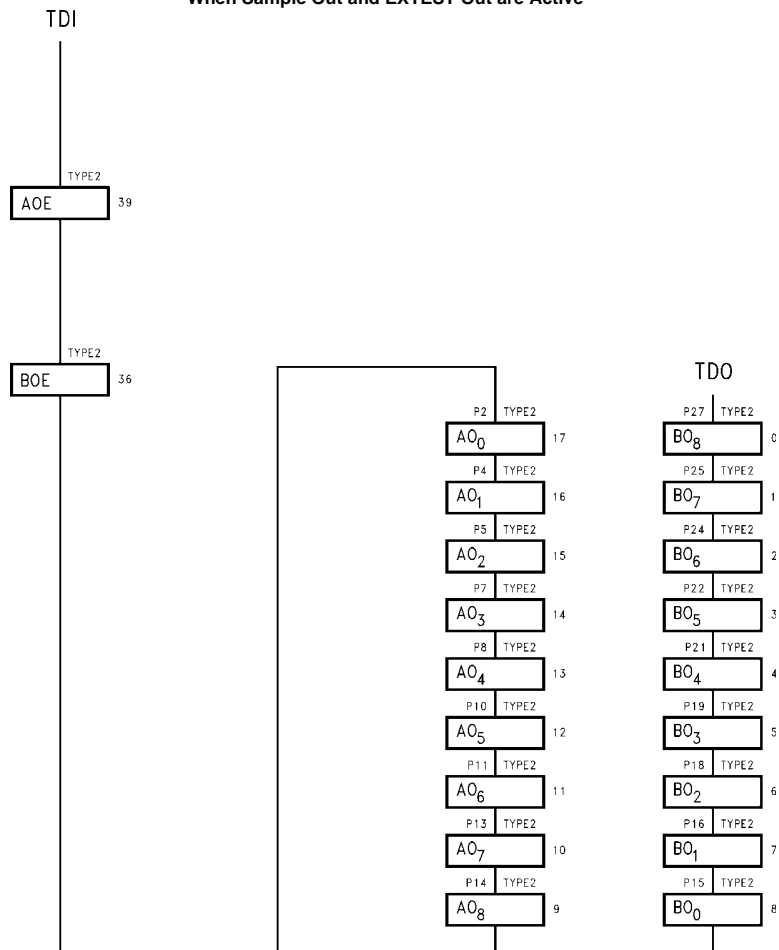 When Sample Out and EXTEST Out are Active
TDI
TYPE2
AOE 39
TYPE2
BOE 36
TDO
P2 TYPE2
AO0 17
P4 TYPE2
AO1 16
P5 TYPE2
AO2 15
P7 TYPE2
AO3 14
P8 TYPE2
AO4 13
P10 TYPE2
AO5 12
P11 TYPE2
AO6 11
P13 TYPE2
AO7 10
P14 TYPE2
AO8 9
P27 TYPE2
BO8 0
P25 TYPE2
BO7 1
P24 TYPE2
BO6 2
P22 TYPE2
BO5 3
P21 TYPE2
BO4 4
P19 TYPE2
BO3 5
P18 TYPE2
BO2 6
P16 TYPE2
BO1 7
P15 TYPE2
BO0 8